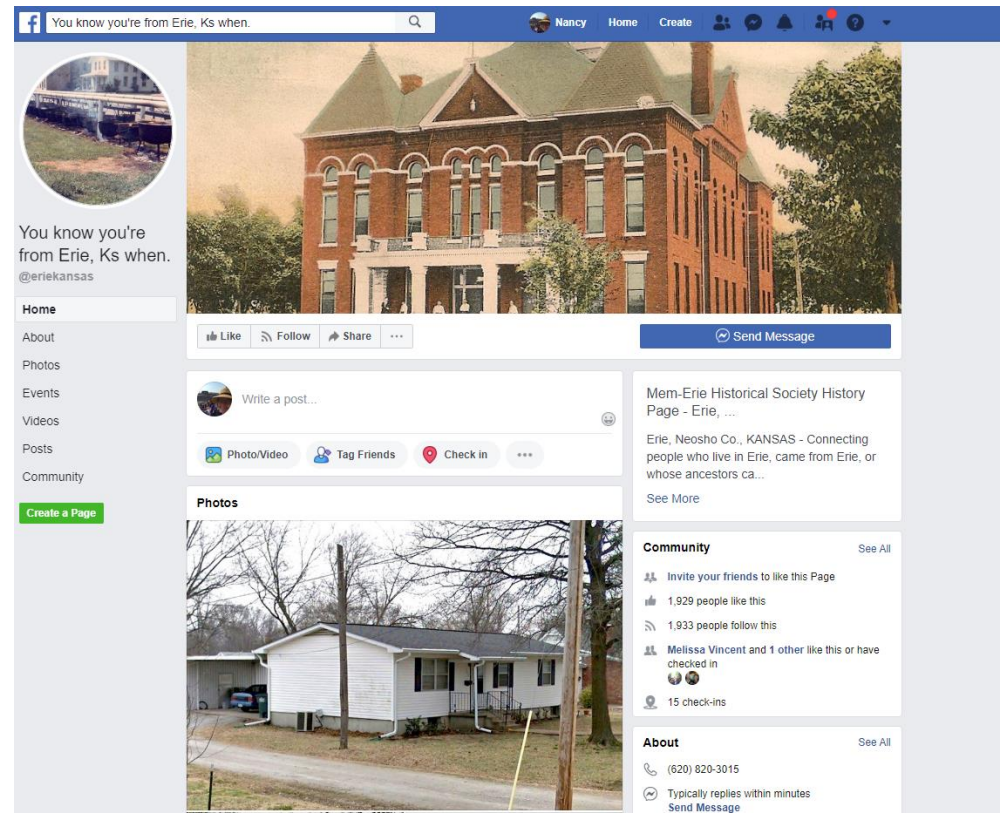 f
You know you're from Erie, Ks when.
Nancy
Home
Create
You know you're
from Erie, Ks when.
@eriekansas
Home
About
Photos
Events
Videos
Posts
Community
Create a Page
Like
Follow
Share
Send Message
Write a post...
Photo/Video
Tag Friends
Check in
Photos
Mem-Erie Historical Society History
Page - Erie, ...
Erie, Neosho Co., KANSAS - Connecting
people who live in Erie, came from Erie, or
whose ancestors ca...
See More
Community
See All
Invite your friends to like this Page
1,929 people like this
1,933 people follow this
Melissa Vincent and 1 other like this or have
checked in
15 check-ins
About
See All
(620) 820-3015
Typically replies within minutes
Send Message